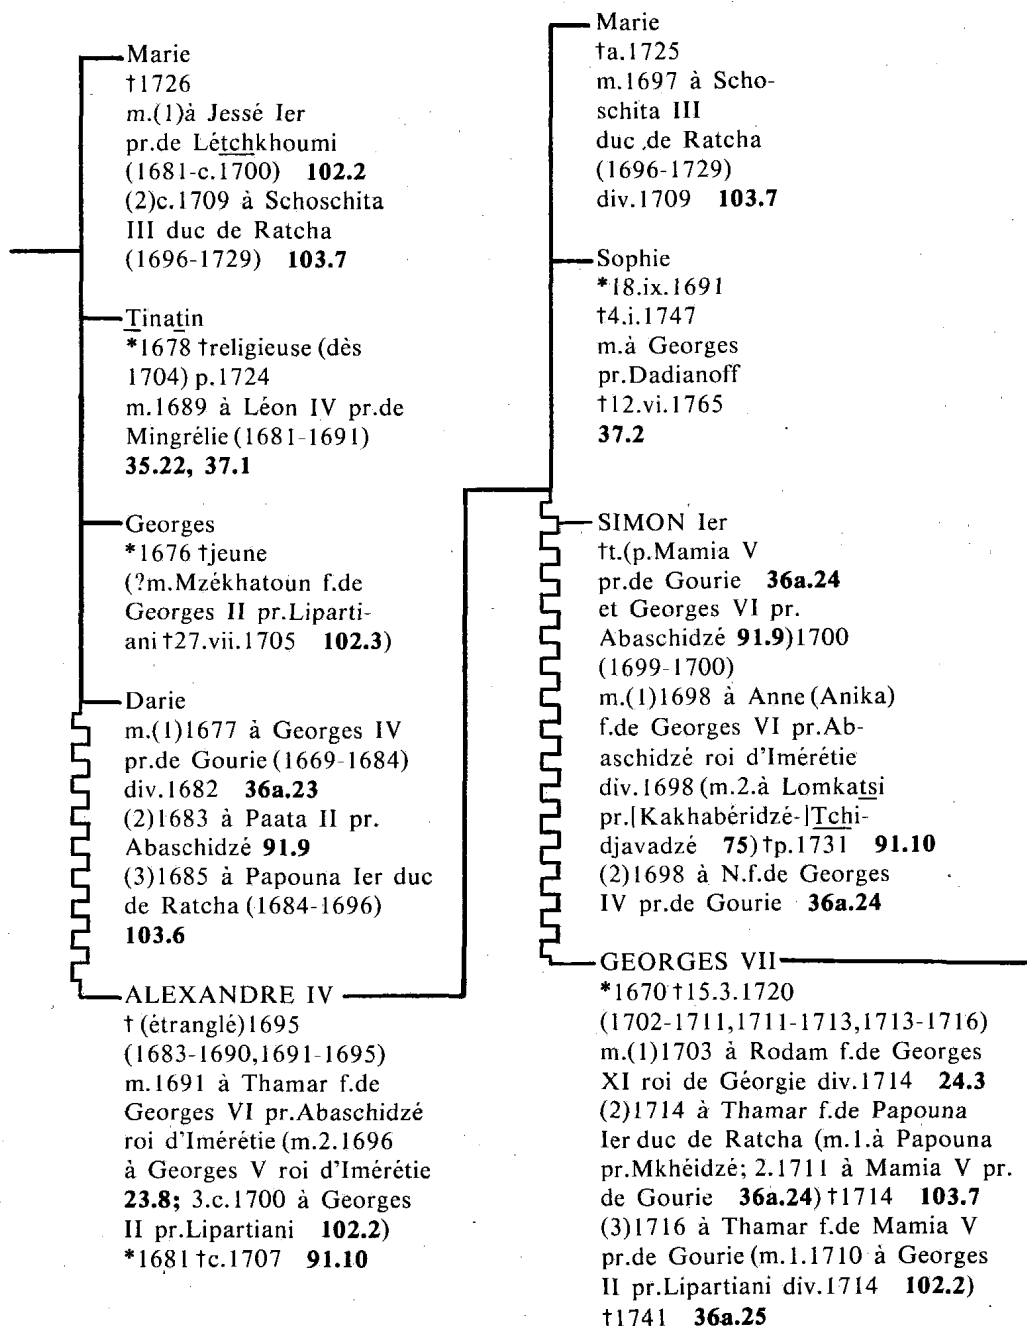 Marie
†1726
m.(1)à Jessé Ier
pr.de Létchkhoumi
(1681-c.1700) 102.2
(2)c.1709 à Schoschita
III duc de Ratcha
(1696-1729) 103.7
Tinatin
*1678 †religieuse (dès
1704) p.1724
m.1689 à Léon IV pr.de
Mingrélie (1681-1691)
35.22, 37.1
Georges
*1676 †jeune
(?m.Mzékhatoun f.de
Georges II pr.Liparti-
ani †27.vii.1705 102.3)
Darie
m.(1)1677 à Georges IV
pr.de Gourie (1669-1684)
div.1682 36a.23
(2)1683 à Paata II pr.
Abaschidzé 91.9
(3)1685 à Papouna Ier duc
de Ratcha (1684-1696)
103.6
ALEXANDRE IV
† (étranglé) 1695
(1683-1690,1691-1695)
m.1691 à Thamar f.de
Georges VI pr.Abaschidzé
roi d'Imérétie (m.2.1696
à Georges V roi d'Imérétie
23.8; 3.c.1700 à Georges
II pr.Lipartiani 102.2)
*1681 †c.1707 91.10
Marie
†a.1725
m.1697 à Scho-
schita III
duc de Ratcha
(1696-1729)
div.1709 103.7
Sophie
*18.ix.1691
†4.i.1747
m.à Georges
pr.Dadianoff
†12.vi.1765
37.2
SIMON Ier
†t.(p.Mamia V
pr.de Gourie 36a.24
et Georges VI pr.
Abaschidzé 91.9)1700
(1699-1700)
m.(1)1698 à Anne (Anika)
f.de Georges VI pr.Ab-
aschidzé roi d'Imérétie
div.1698 (m.2.à Lomkatsi
pr.[Kakhabéridzé-]Tchi-
djavadzé 75) †p.1731 91.10
(2)1698 à N.f.de Georges
IV pr.de Gourie 36a.24
GEORGES VII
*1670 †15.3.1720
(1702-1711,1711-1713,1713-1716)
m.(1)1703 à Rodam f.de Georges
XI roi de Géorgie div.1714 24.3
(2)1714 à Thamar f.de Papouna
Ier duc de Ratcha (m.1.à Papouna
pr.Mkhéidzé; 2.1711 à Mamia V pr.
de Gourie 36a.24) †1714 103.7
(3)1716 à Thamar f.de Mamia V
pr.de Gourie (m.1.1710 à Georges
II pr.Lipartiani div.1714 102.2)
†1741 36a.25